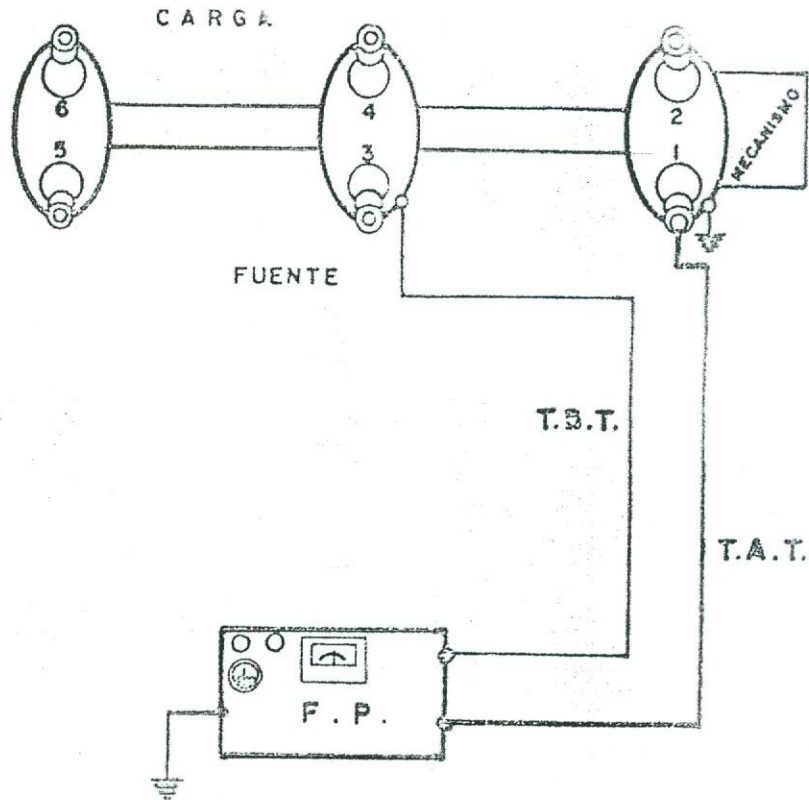 CARGA
6
4
2
5
3
1
MECANISMO
FUENTE
T.B.T.
T.A.T.
F.P.